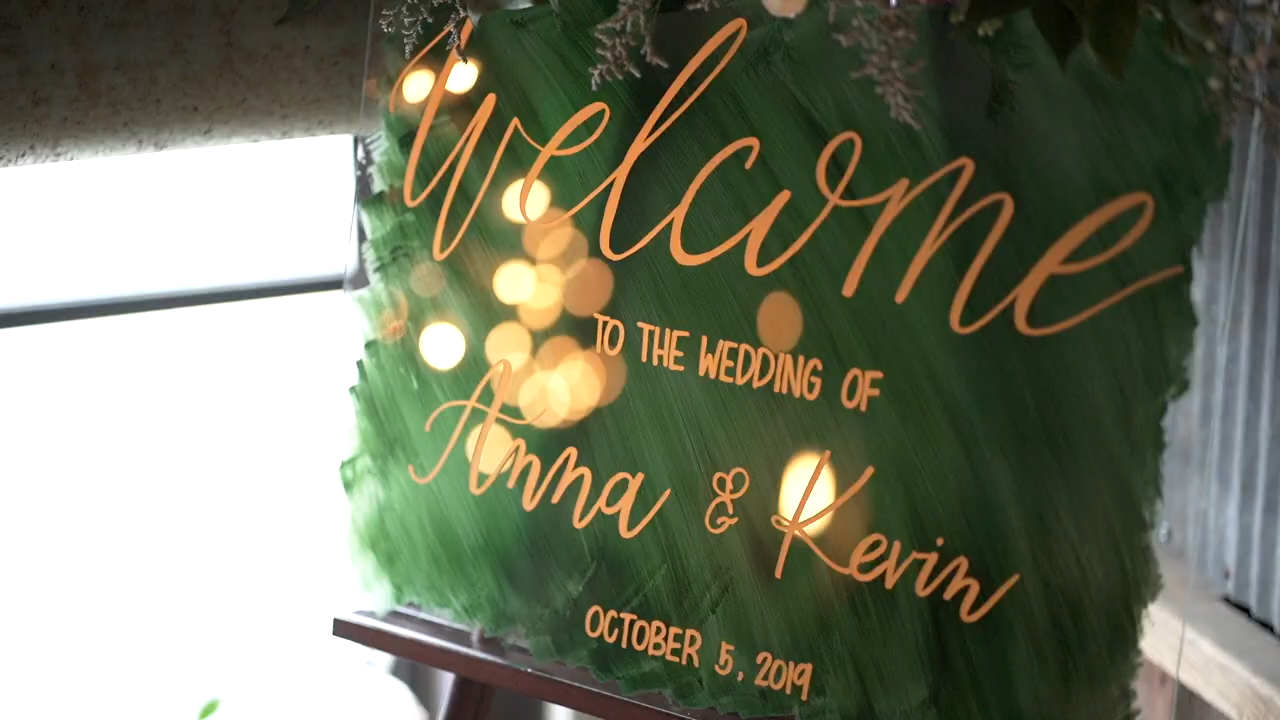 Welcome
TO THE WEDDING OF
Anna & Kevin
OCTOBER 5, 2019